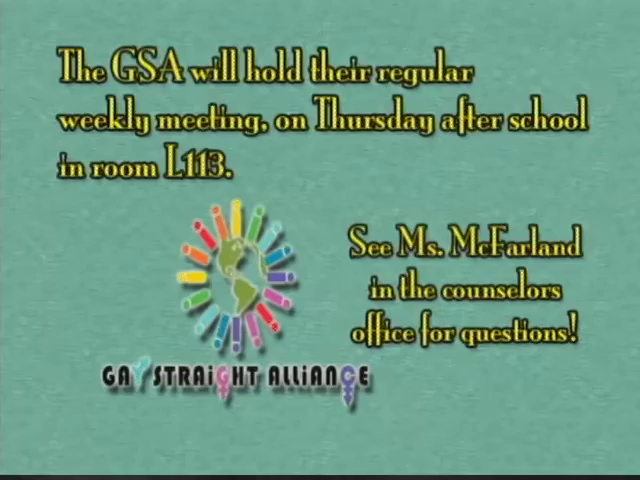 The GSA will hold their regular
weekly meeting, on Thursday after school
in room L113.
See Ms. McFarland
in the counselors
office for questions!
GAY STRAiGHT ALLiANCE